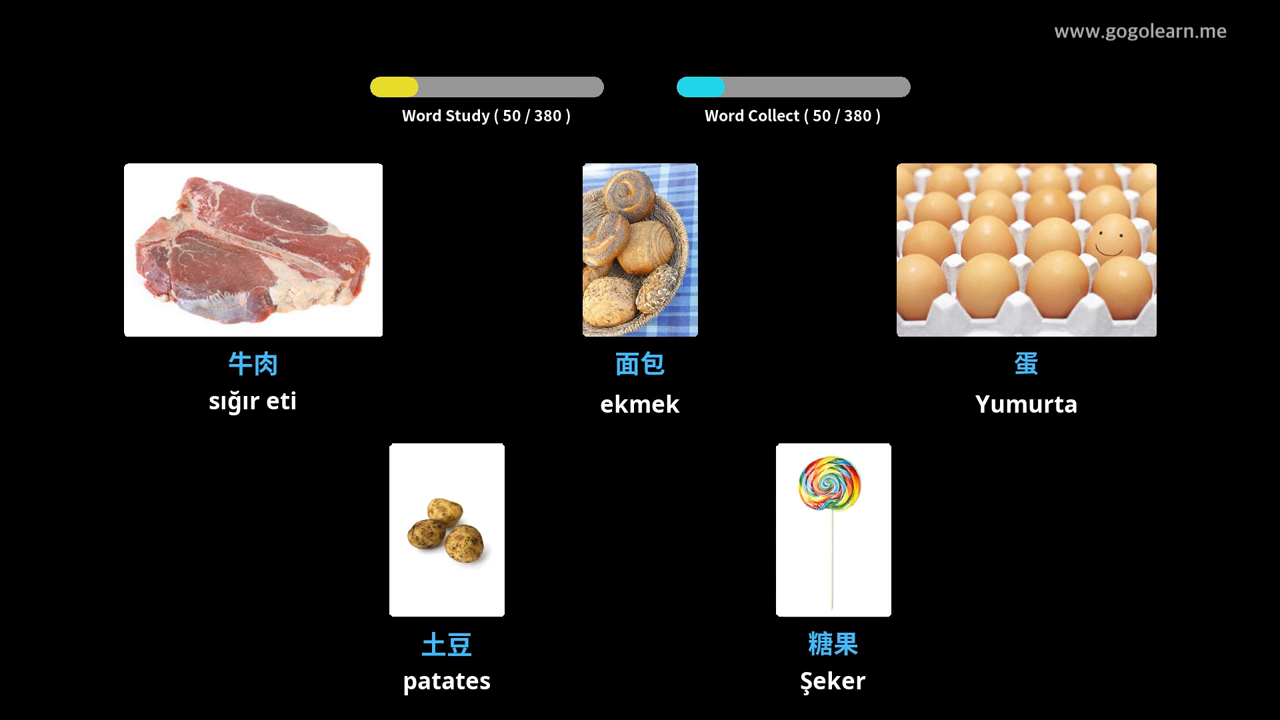 www.gogolearn.me
Word Study ( 50 / 380 )
Word Collect ( 50 / 380 )
牛肉
sığır eti
面包
ekmek
蛋
Yumurta
土豆
patates
糖果
Şeker